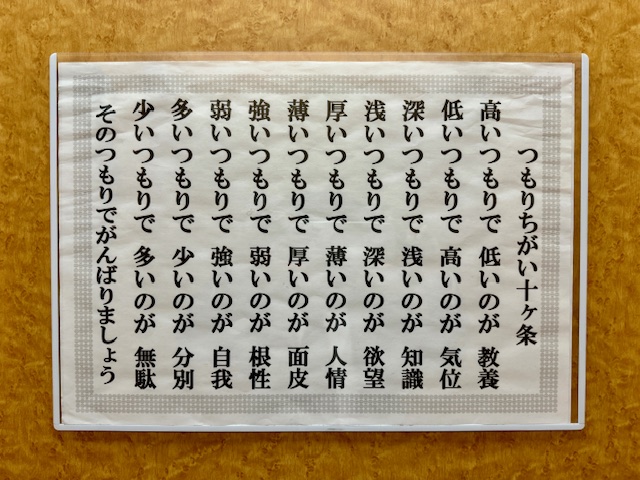 つもりちがい十ヶ条
高いつもりで 低いのが 教養
低いつもりで 高いのが 気位
深いつもりで 浅いのが 知識
浅いつもりで 深いのが 欲望
厚いつもりで 薄いのが 人情
薄いつもりで 厚いのが 面皮
強いつもりで 弱いのが 根性
弱いつもりで 強いのが 自我
多いつもりで 少いのが 分別
少いつもりで 多いのが 無駄
そのつもりでがんばりましょう